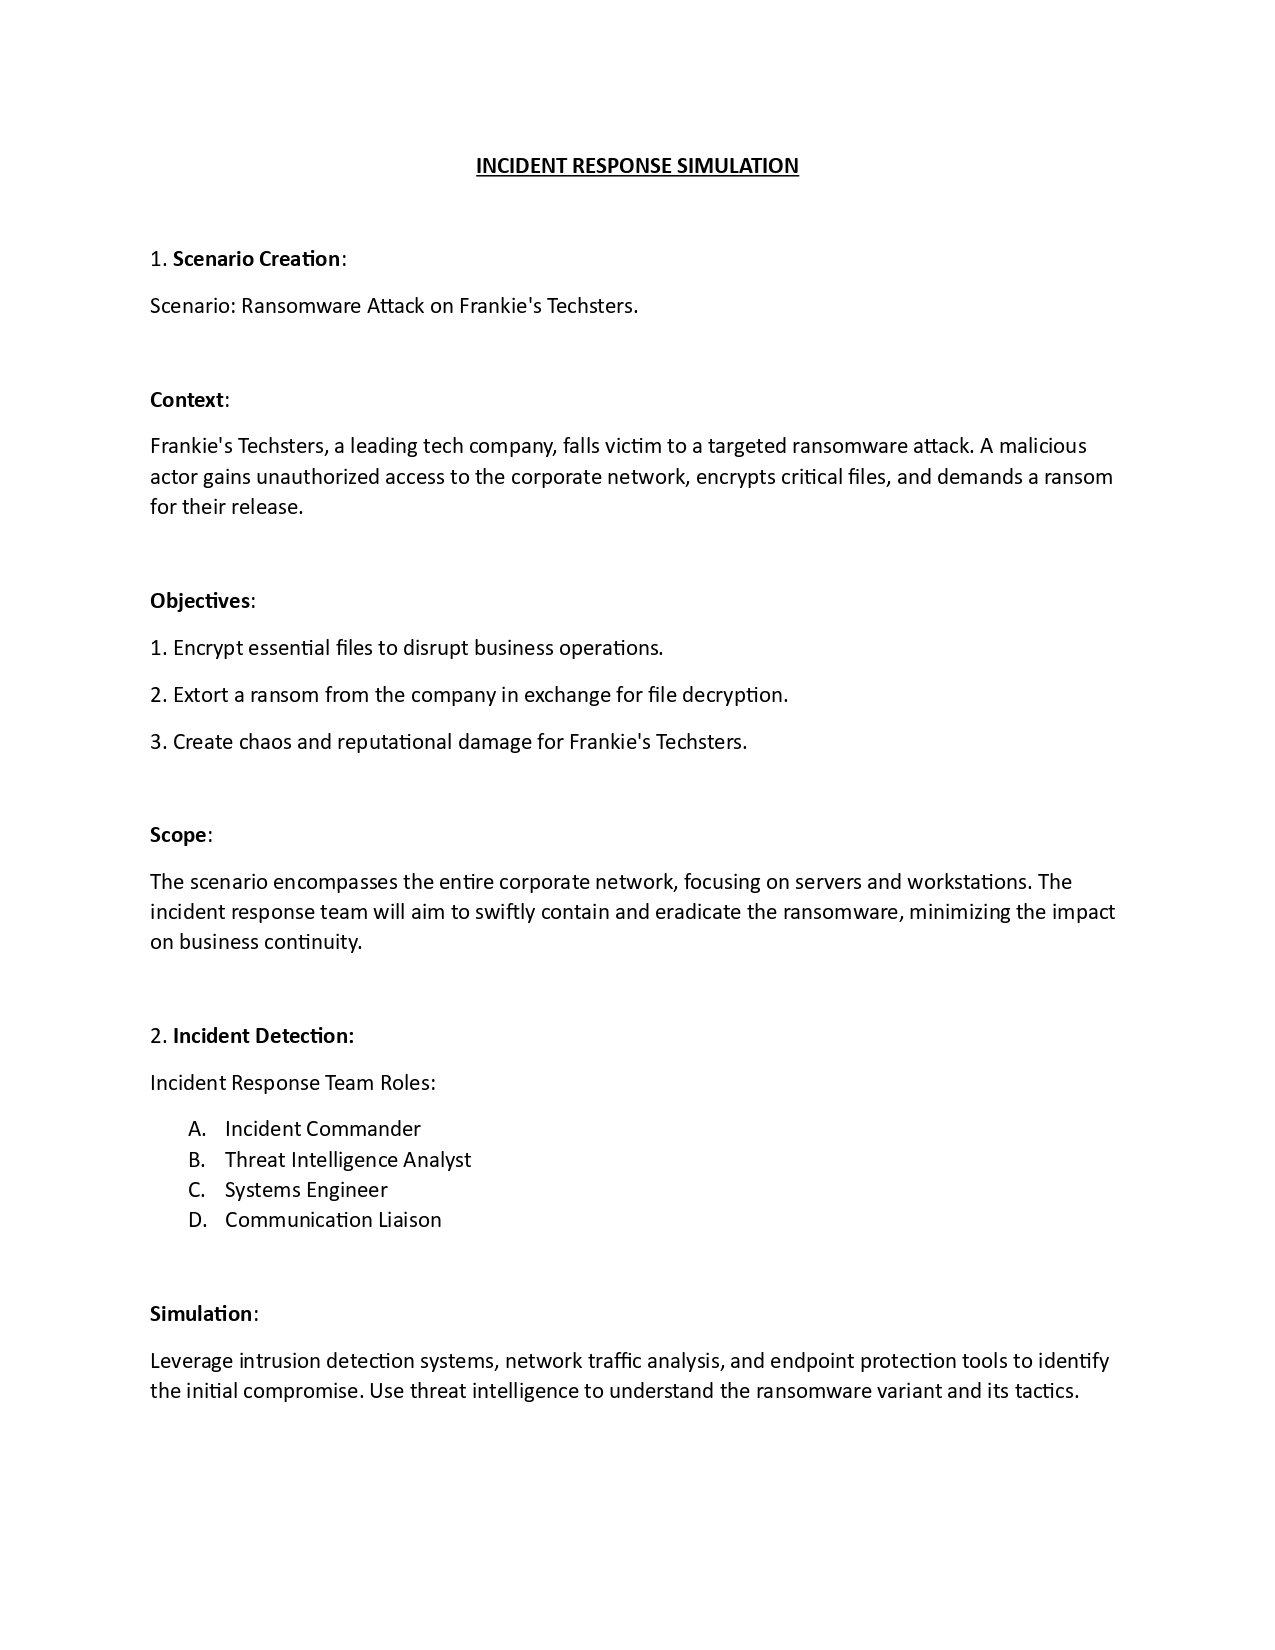 INCIDENT RESPONSE SIMULATION
1. Scenario Creation:
Scenario: Ransomware Attack on Frankie's Techsters.
Context:
Frankie's Techsters, a leading tech company, falls victim to a targeted ransomware attack. A malicious
actor gains unauthorized access to the corporate network, encrypts critical files, and demands a ransom
for their release.
Objectives:
1. Encrypt essential files to disrupt business operations.
2. Extort a ransom from the company in exchange for file decryption.
3. Create chaos and reputational damage for Frankie's Techsters.
Scope:
The scenario encompasses the entire corporate network, focusing on servers and workstations. The
incident response team will aim to swiftly contain and eradicate the ransomware, minimizing the impact
on business continuity.
2. Incident Detection:
Incident Response Team Roles:
A. Incident Commander
B. Threat Intelligence Analyst
C. Systems Engineer
D. Communication Liaison
Simulation:
Leverage intrusion detection systems, network traffic analysis, and endpoint protection tools to identify
the initial compromise. Use threat intelligence to understand the ransomware variant and its tactics.